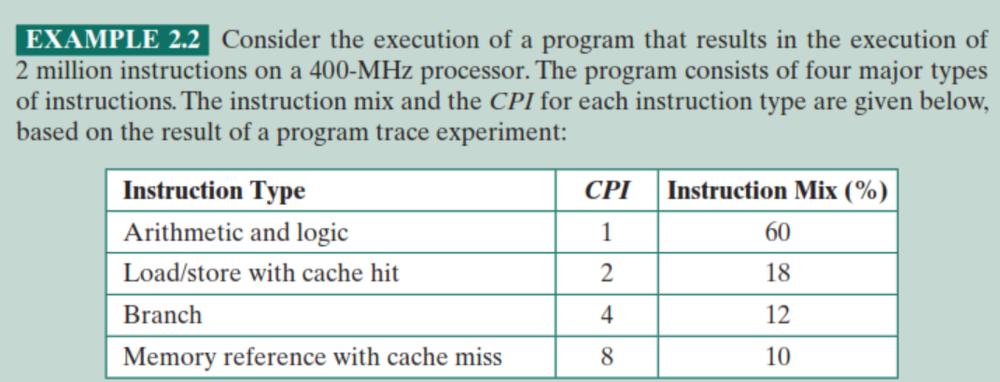 EXAMPLE 2.2 Consider the execution of a program that results in the execution of
2 million instructions on a 400-MHz processor. The program consists of four major types
of instructions. The instruction mix and the CPI for each instruction type are given below,
based on the result of a program trace experiment:
Instruction Type CPI Instruction Mix (%)
Arithmetic and logic 1 60
Load/store with cache hit 2 18
Branch 4 12
Memory reference with cache miss 8 10